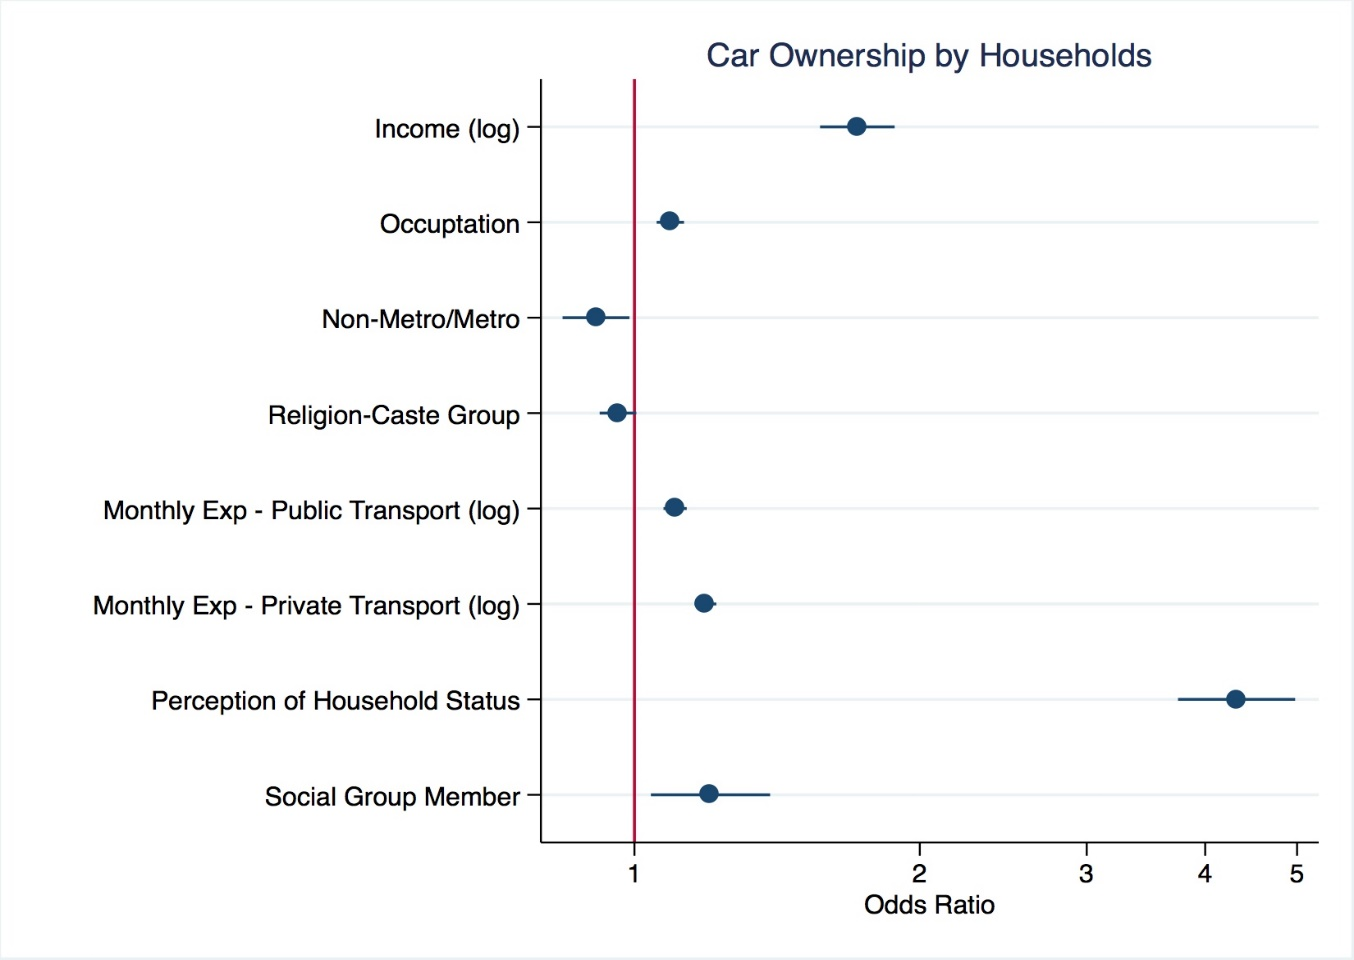 Car Ownership by Households
Income (log)
Occuptation
Non-Metro/Metro
Religion-Caste Group
Monthly Exp - Public Transport (log)
Monthly Exp - Private Transport (log)
Perception of Household Status
Social Group Member
1 2 3 4 5
Odds Ratio